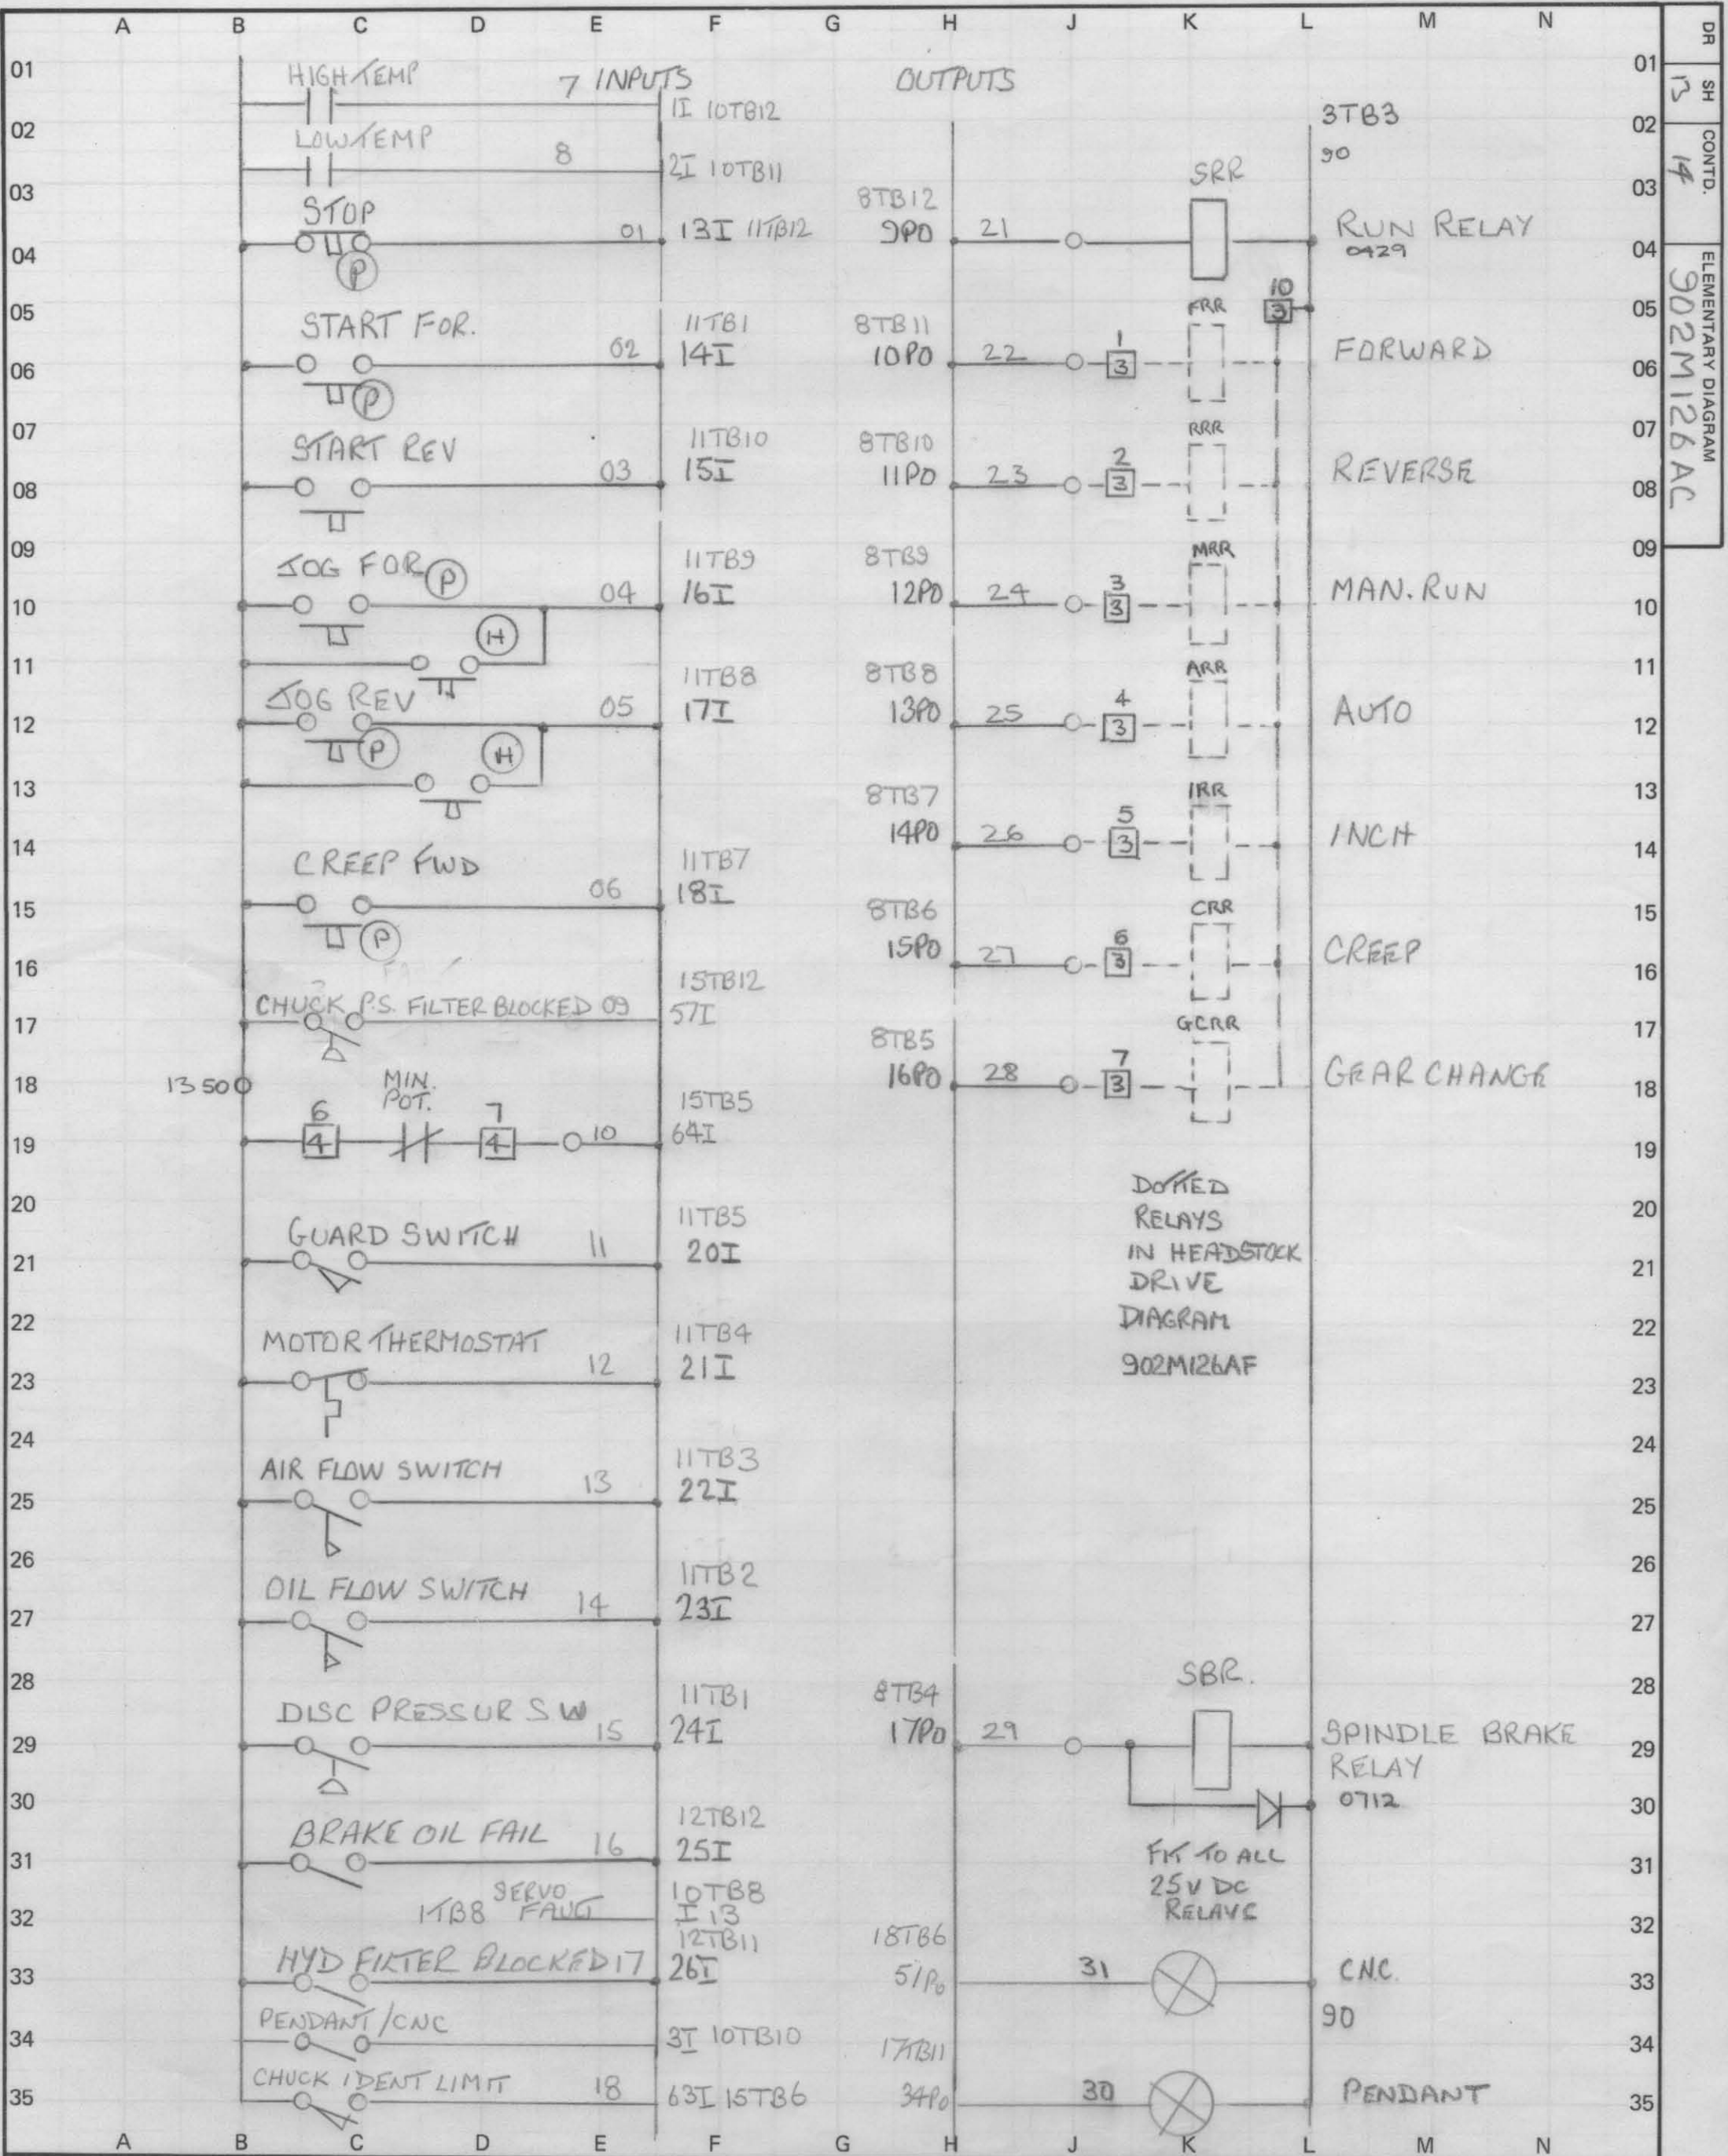 A B C D E F G H J K L M N
DR
SH 13
CONTD. 14
ELEMENTARY DIAGRAM
902M126AC
01 HIGH TEMP 7 INPUTS OUTPUTS 01
1I 10TB12 3TB3
02 LOW TEMP 8 02
2I 10TB11 90
SRR
03 STOP 8TB12 03
01 13I 11TB12 9PO 21 RUN RELAY
04 P 0429 04
10
05 START FOR. 11TB1 8TB11 FRR 3 05
02 14I 10PO 22 1 FORWARD
06 P 3 06
07 START REV 11TB10 8TB10 RRR 07
03 15I 11PO 23 2 REVERSE
08 3 08
09 JOG FOR P 11TB9 8TB9 MRR 09
04 16I 12PO 24 3 MAN. RUN
10 3 10
H
11 11TB8 8TB8 ARR 11
JOG REV 05 17I 13PO 25 4 AUTO
12 3 12
P H
13 8TB7 IRR 13
14PO 26 5 INCH
14 CREEP FWD 11TB7 3 14
06 18I
15 8TB6 CRR 15
P 15PO 27 6 CREEP
16 15TB12 3 16
CHUCK P.S. FILTER BLOCKED 09 57I
17 GCRR 17
8TB5
18 1350 MIN. POT. 16PO 28 7 GEAR CHANGE 18
3
6 7 15TB5
19 4 4 10 64I 19
DOTTED
20 11TB5 RELAYS 20
GUARD SWITCH 11 20I IN HEADSTOCK
21 DRIVE 21
22 11TB4 DIAGRAM 22
MOTOR THERMOSTAT 12 21I 902M126AF
23 23
24 11TB3 24
AIR FLOW SWITCH 13 22I
25 25
26 11TB2 26
OIL FLOW SWITCH 14 23I
27 27
28 11TB1 8TB4 SBR. 28
DISC PRESSUR SW 15 24I 17PO 29 SPINDLE BRAKE
29 RELAY 29
30 12TB12 0712 30
BRAKE OIL FAIL 16 25I
31 FIT TO ALL 31
SERVO 10TB8 25V DC
32 1TB8 I 13 RELAYS 32
12TB11 18TB6
HYD FILTER BLOCKED 17 26I 51PO 31 CNC.
33 33
PENDANT/CNC 90
34 3I 10TB10 17TB11 34
CHUCK IDENT LIMIT 18 63I 15TB6 34PO 30 PENDANT
35 35
A B C D E F G H J K L M N